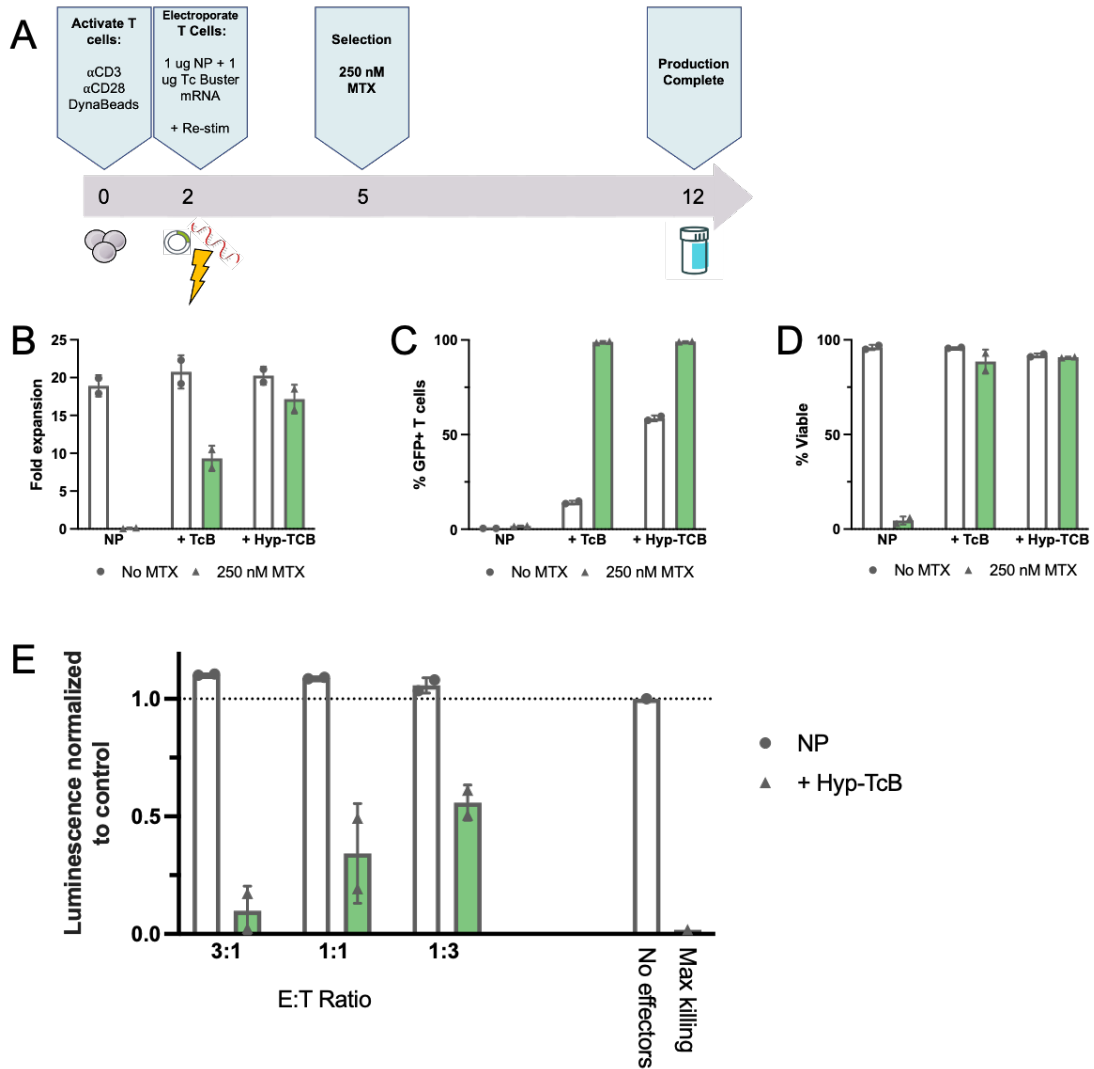 A
Activate T
cells:
αCD3
αCD28
DynaBeads
Electroporate
T Cells:
1 ug NP + 1
ug Tc Buster
mRNA
+ Re-stim
Selection
250 nM
MTX
Production
Complete
0
2
5
12
B
Fold expansion
25
20
15
10
5
0
NP
+ TcB
+ Hyp-TCB
No MTX
250 nM MTX
C
% GFP+ T cells
100
50
0
NP
+ TcB
+ Hyp-TCB
No MTX
250 nM MTX
D
% Viable
100
50
0
NP
+ TcB
+ Hyp-TCB
No MTX
250 nM MTX
E
Luminescence normalized
to control
1.0
0.5
0.0
3:1
1:1
1:3
No effectors
Max killing
E:T Ratio
NP
+ Hyp-TcB